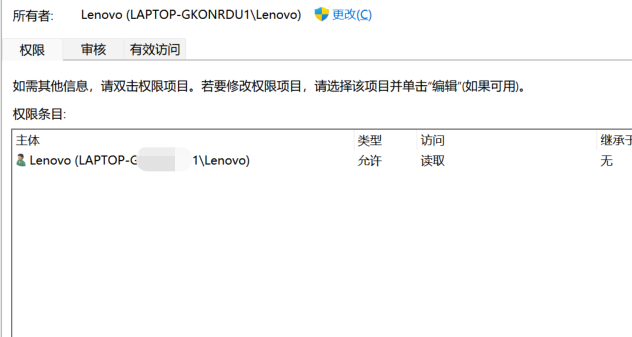 所有者: Lenovo (LAPTOP-GKONRDU1\Lenovo) 更改(C)
权限 审核 有效访问
如需其他信息，请双击权限项目。若要修改权限项目，请选择该项目并单击“编辑”(如果可用)。
权限条目:
主体 类型 访问 继承于
Lenovo (LAPTOP-G 1\Lenovo) 允许 读取 无